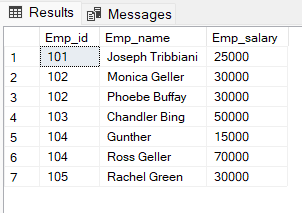 Results Messages
Emp_id Emp_name Emp_salary
1 101 Joseph Tribbiani 25000
2 102 Monica Geller 30000
3 102 Phoebe Buffay 30000
4 103 Chandler Bing 50000
5 104 Gunther 15000
6 104 Ross Geller 70000
7 105 Rachel Green 30000